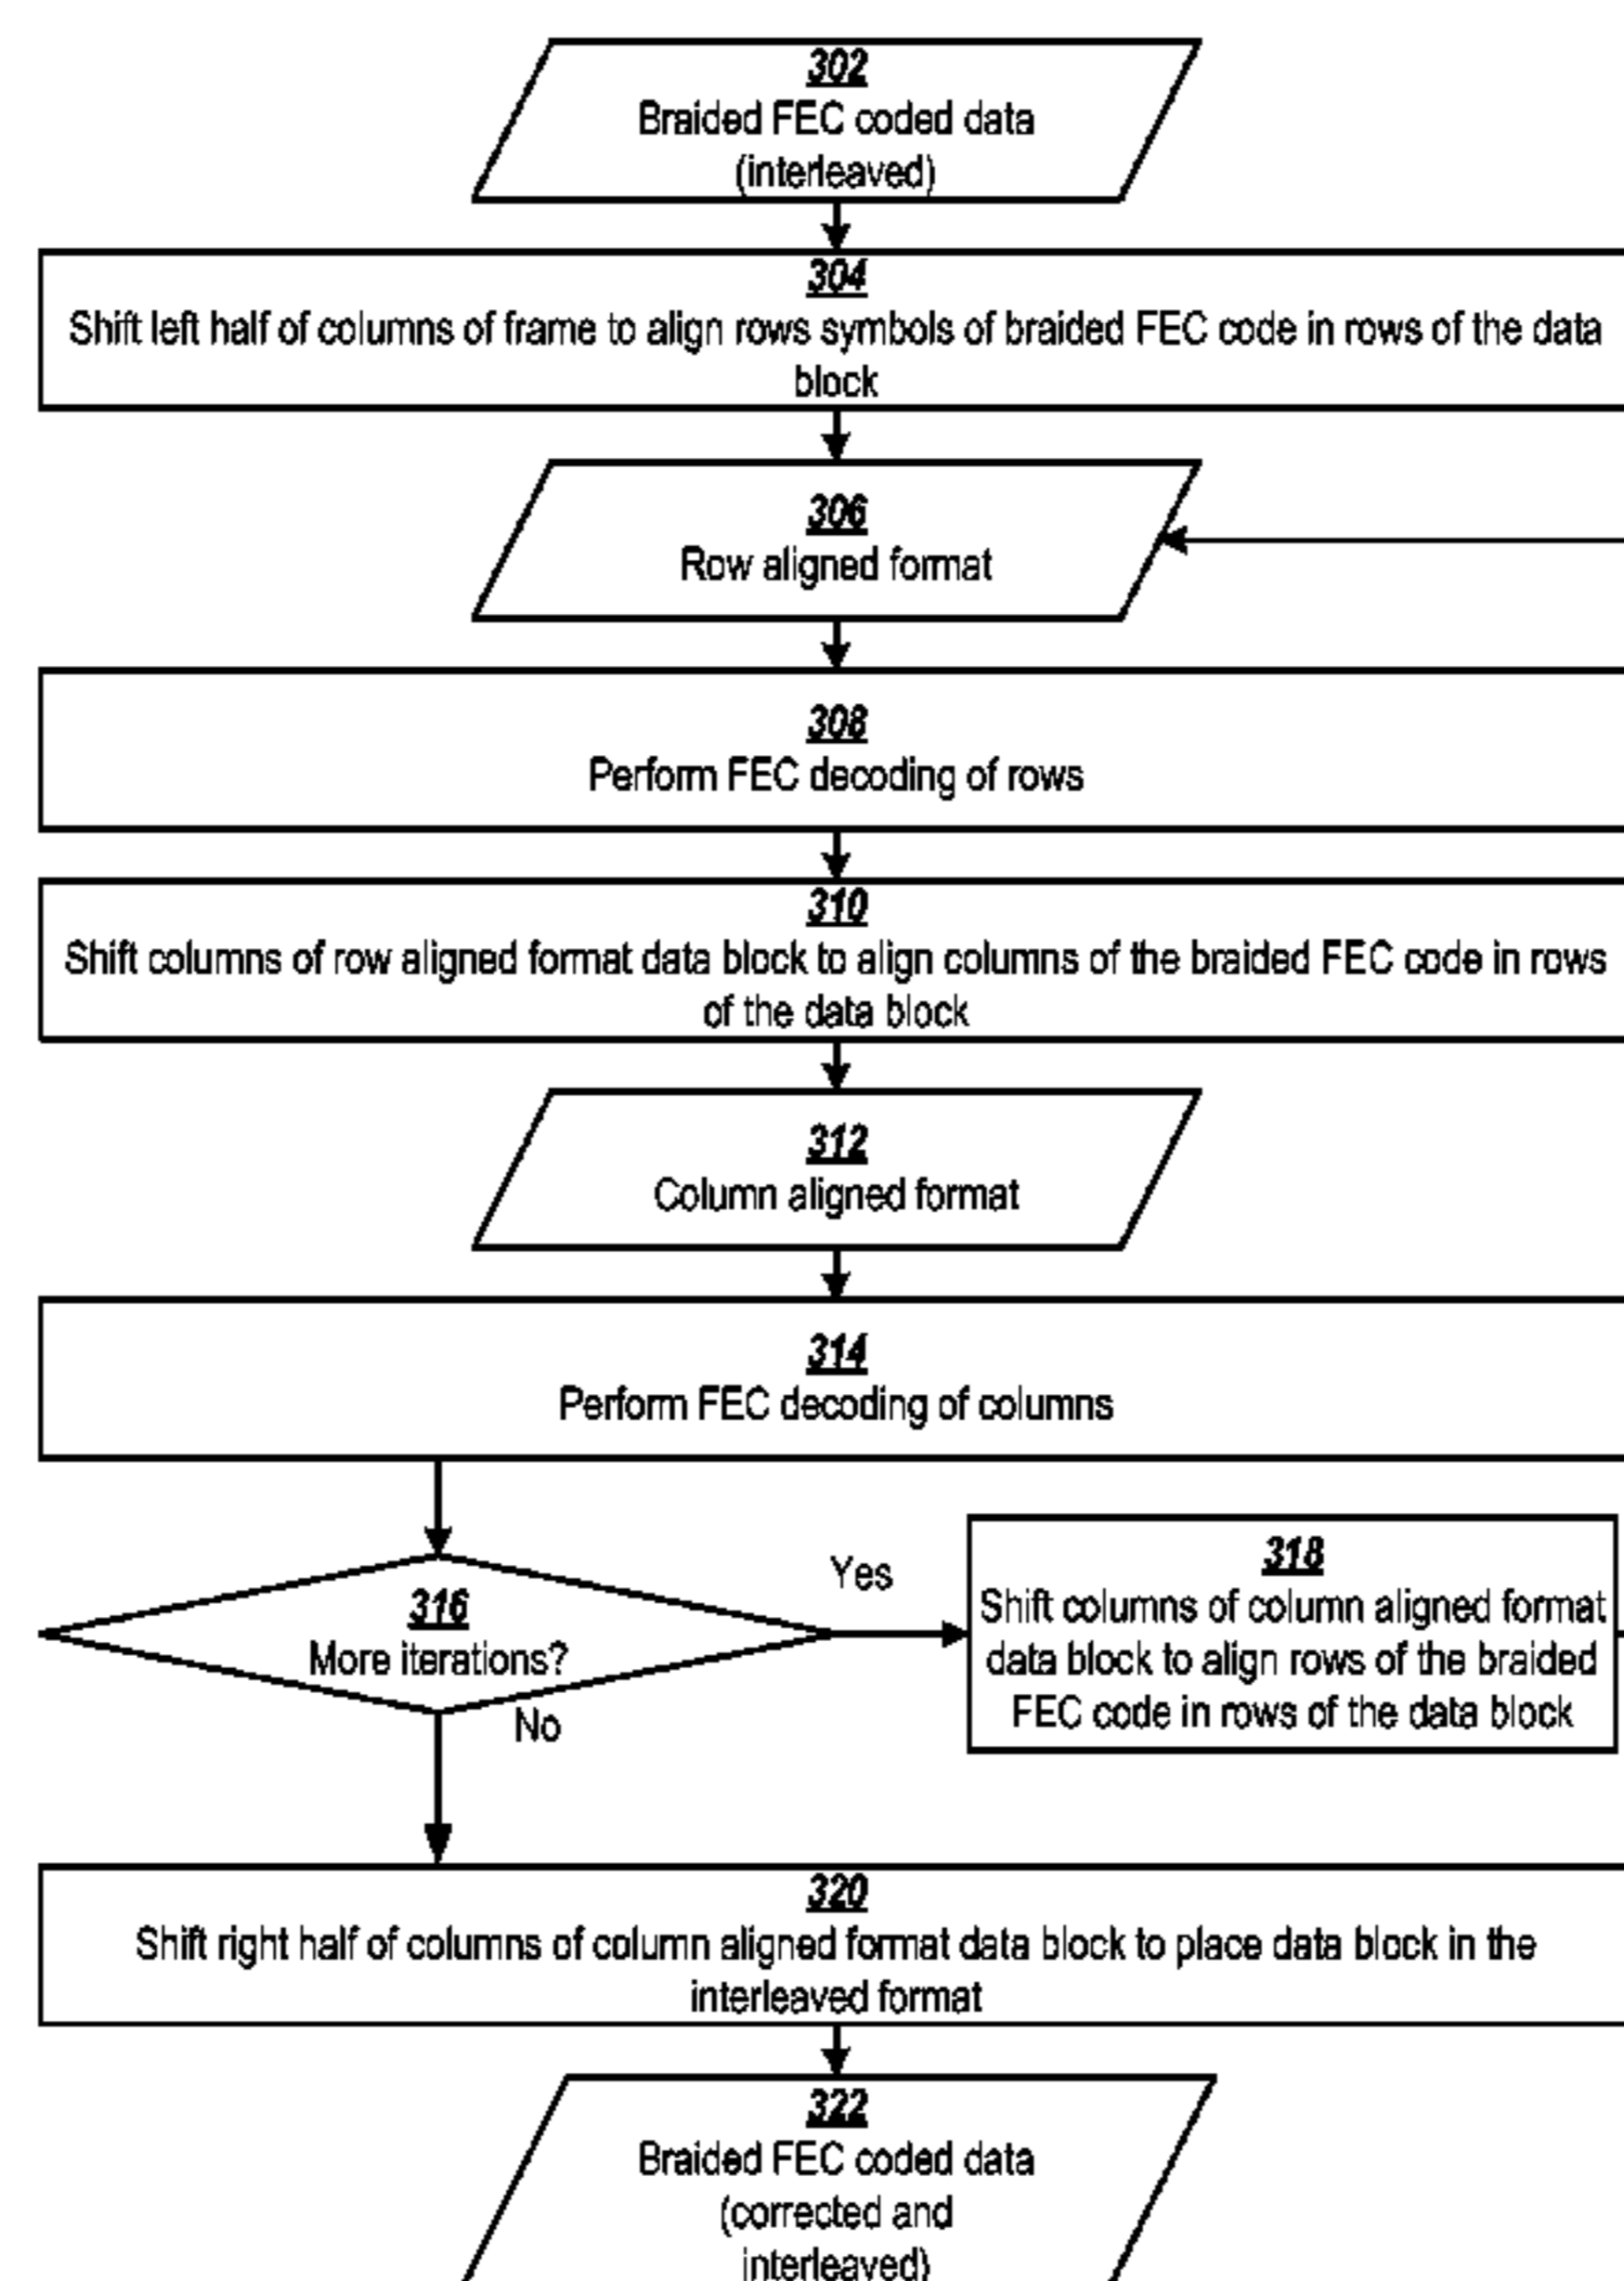 302
Braided FEC coded data
(interleaved)
304
Shift left half of columns of frame to align rows symbols of braided FEC code in rows of the data
block
306
Row aligned format
308
Perform FEC decoding of rows
310
Shift columns of row aligned format data block to align columns of the braided FEC code in rows
of the data block
312
Column aligned format
314
Perform FEC decoding of columns
316
More iterations?
Yes
318
Shift columns of column aligned format
data block to align rows of the braided
FEC code in rows of the data block
No
320
Shift right half of columns of column aligned format data block to place data block in the
interleaved format
322
Braided FEC coded data
(corrected and
interleaved)